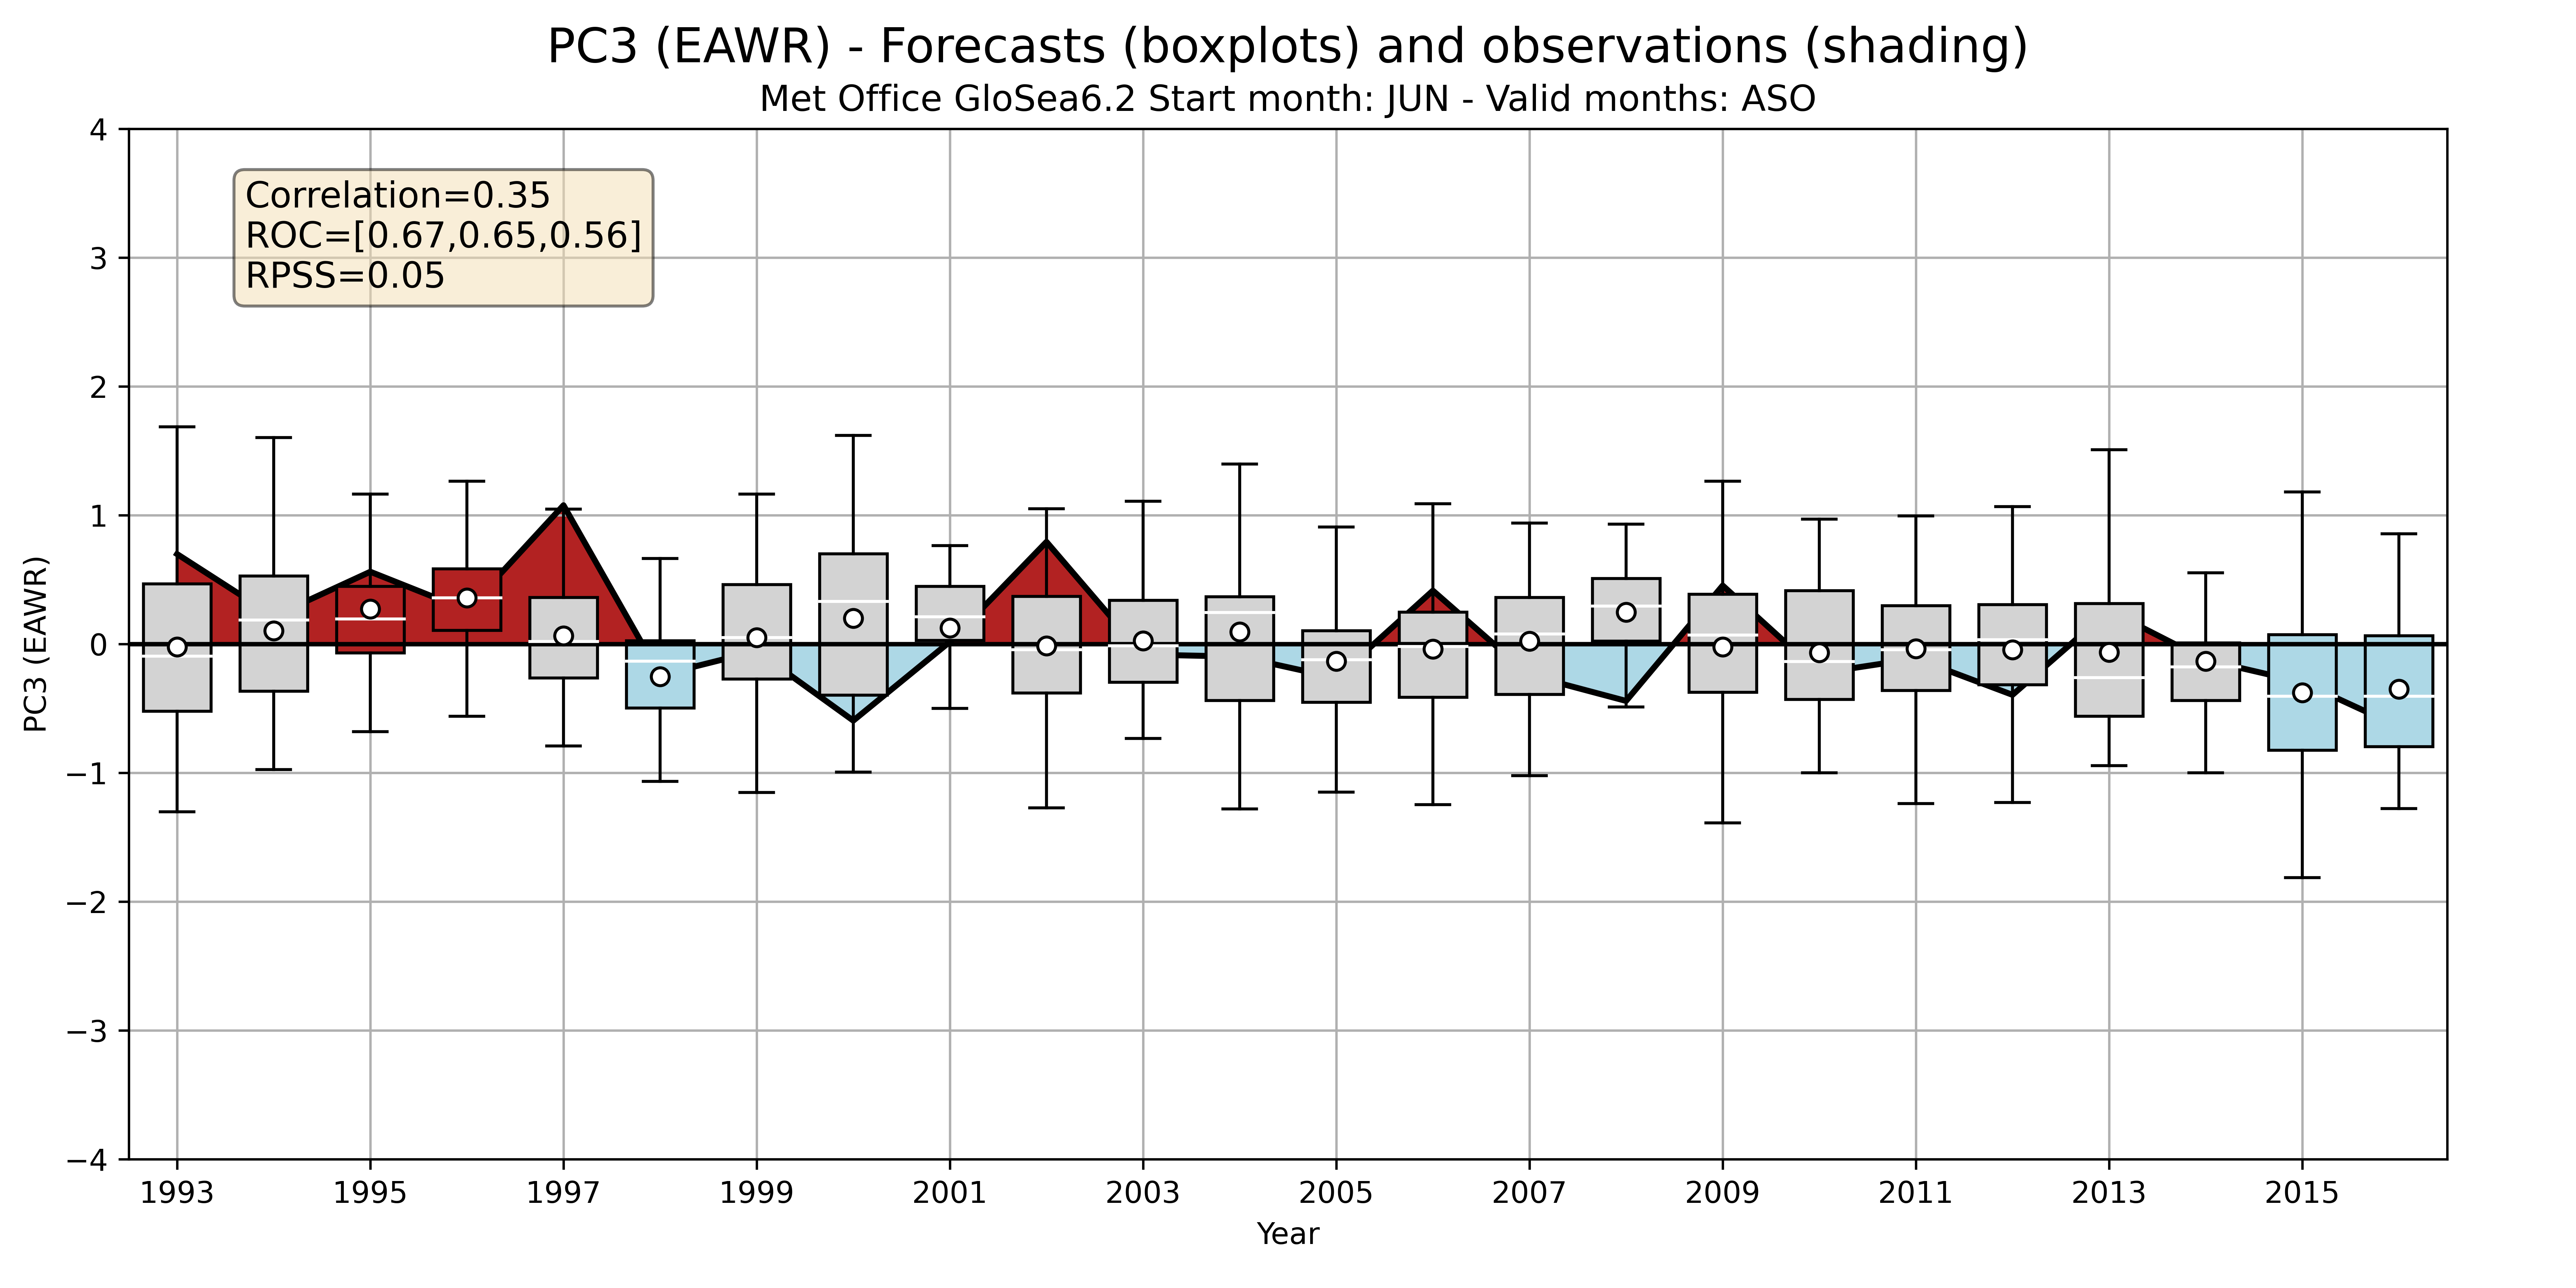 PC3 (EAWR) - Forecasts (boxplots) and observations (shading)
Met Office GloSea6.2 Start month: JUN - Valid months: ASO
Correlation=0.35
ROC=[0.67,0.65,0.56]
RPSS=0.05
PC3 (EAWR)
4
3
2
1
0
−1
−2
−3
−4
1993 1995 1997 1999 2001 2003 2005 2007 2009 2011 2013 2015
Year